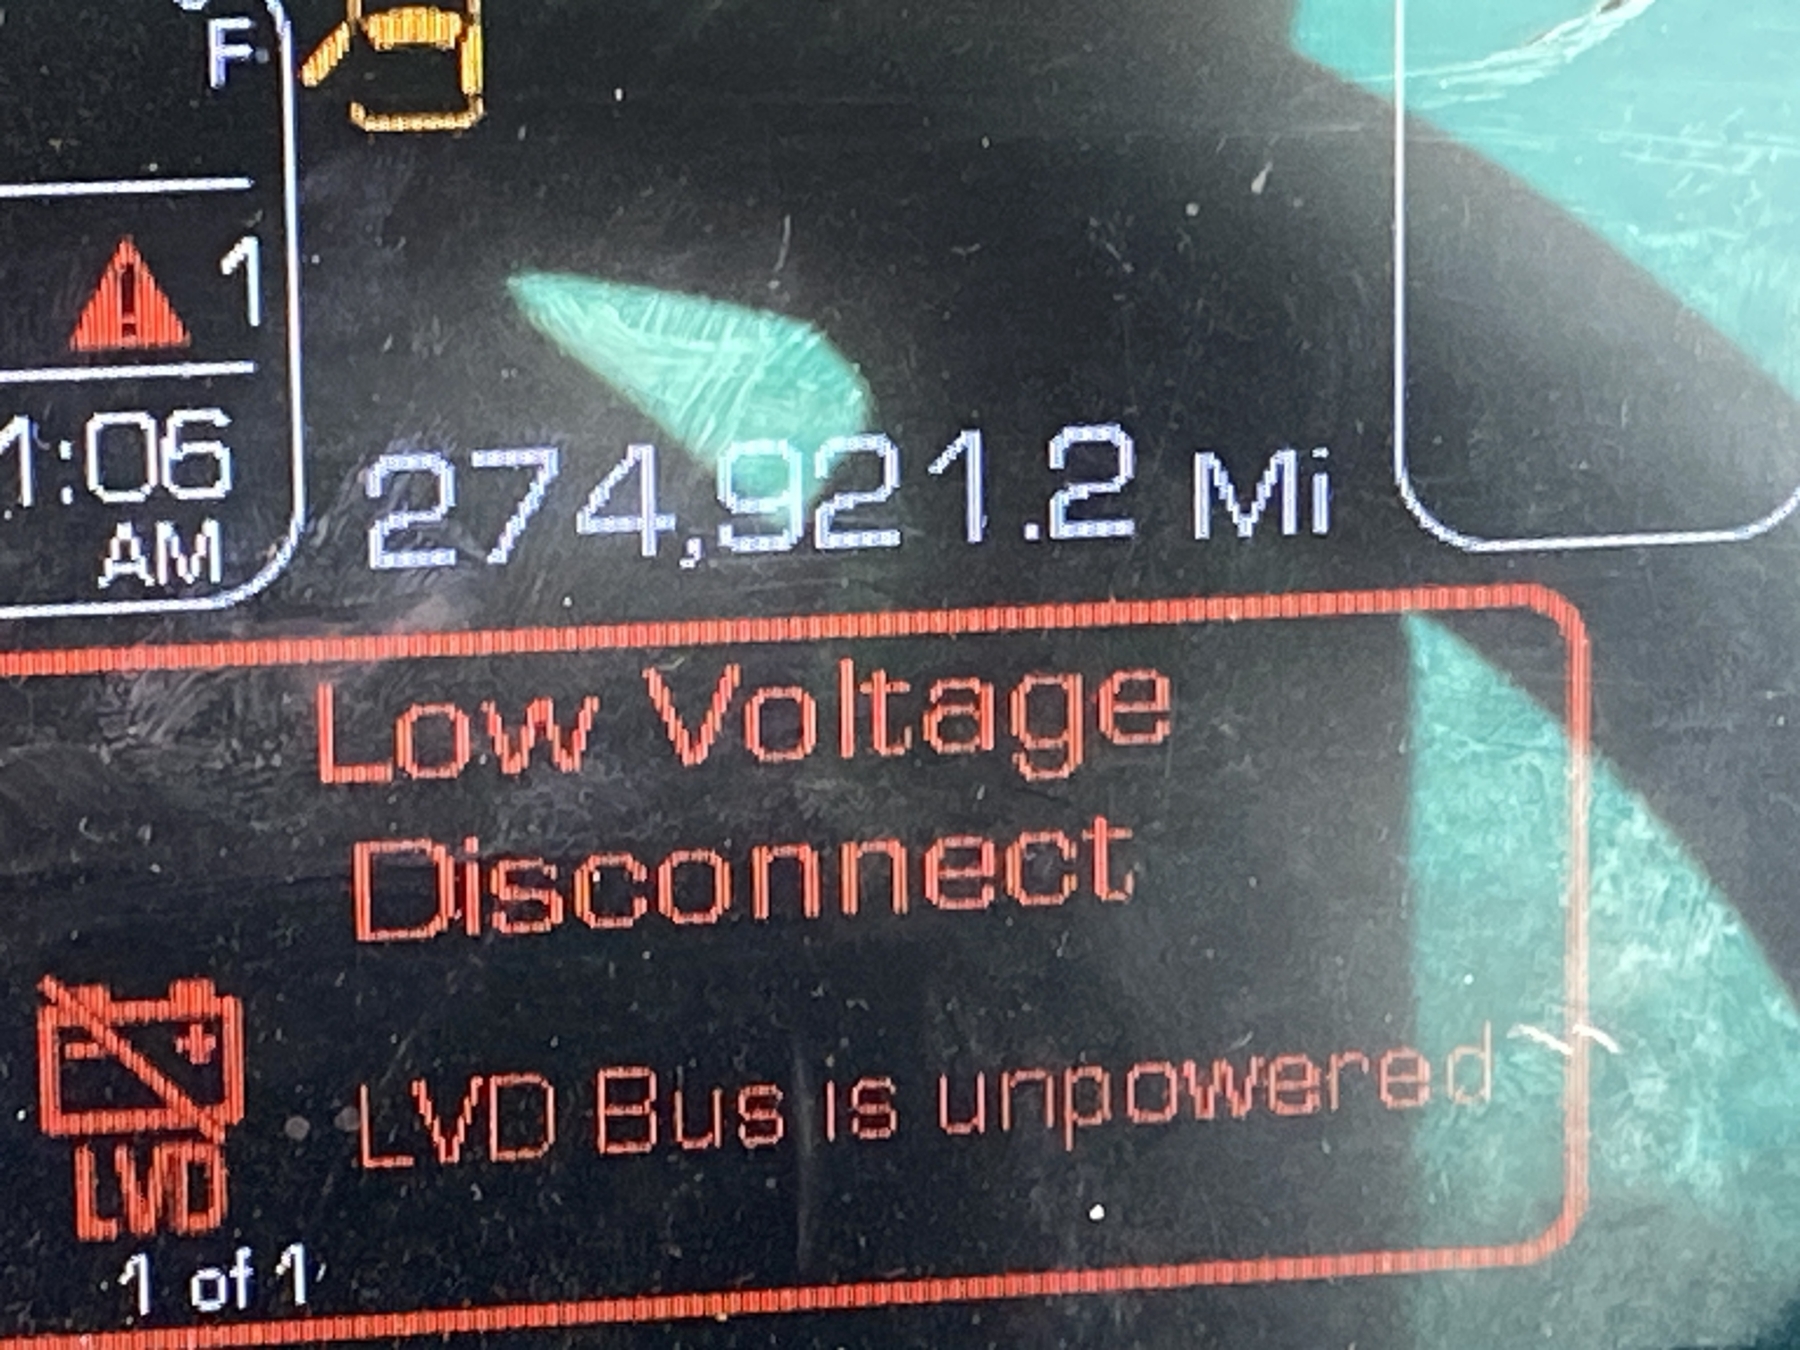 F
1
1:06
AM
274,921.2 Mi
Low Voltage
Disconnect
LVD Bus is unpowered
LVD
1 of 1